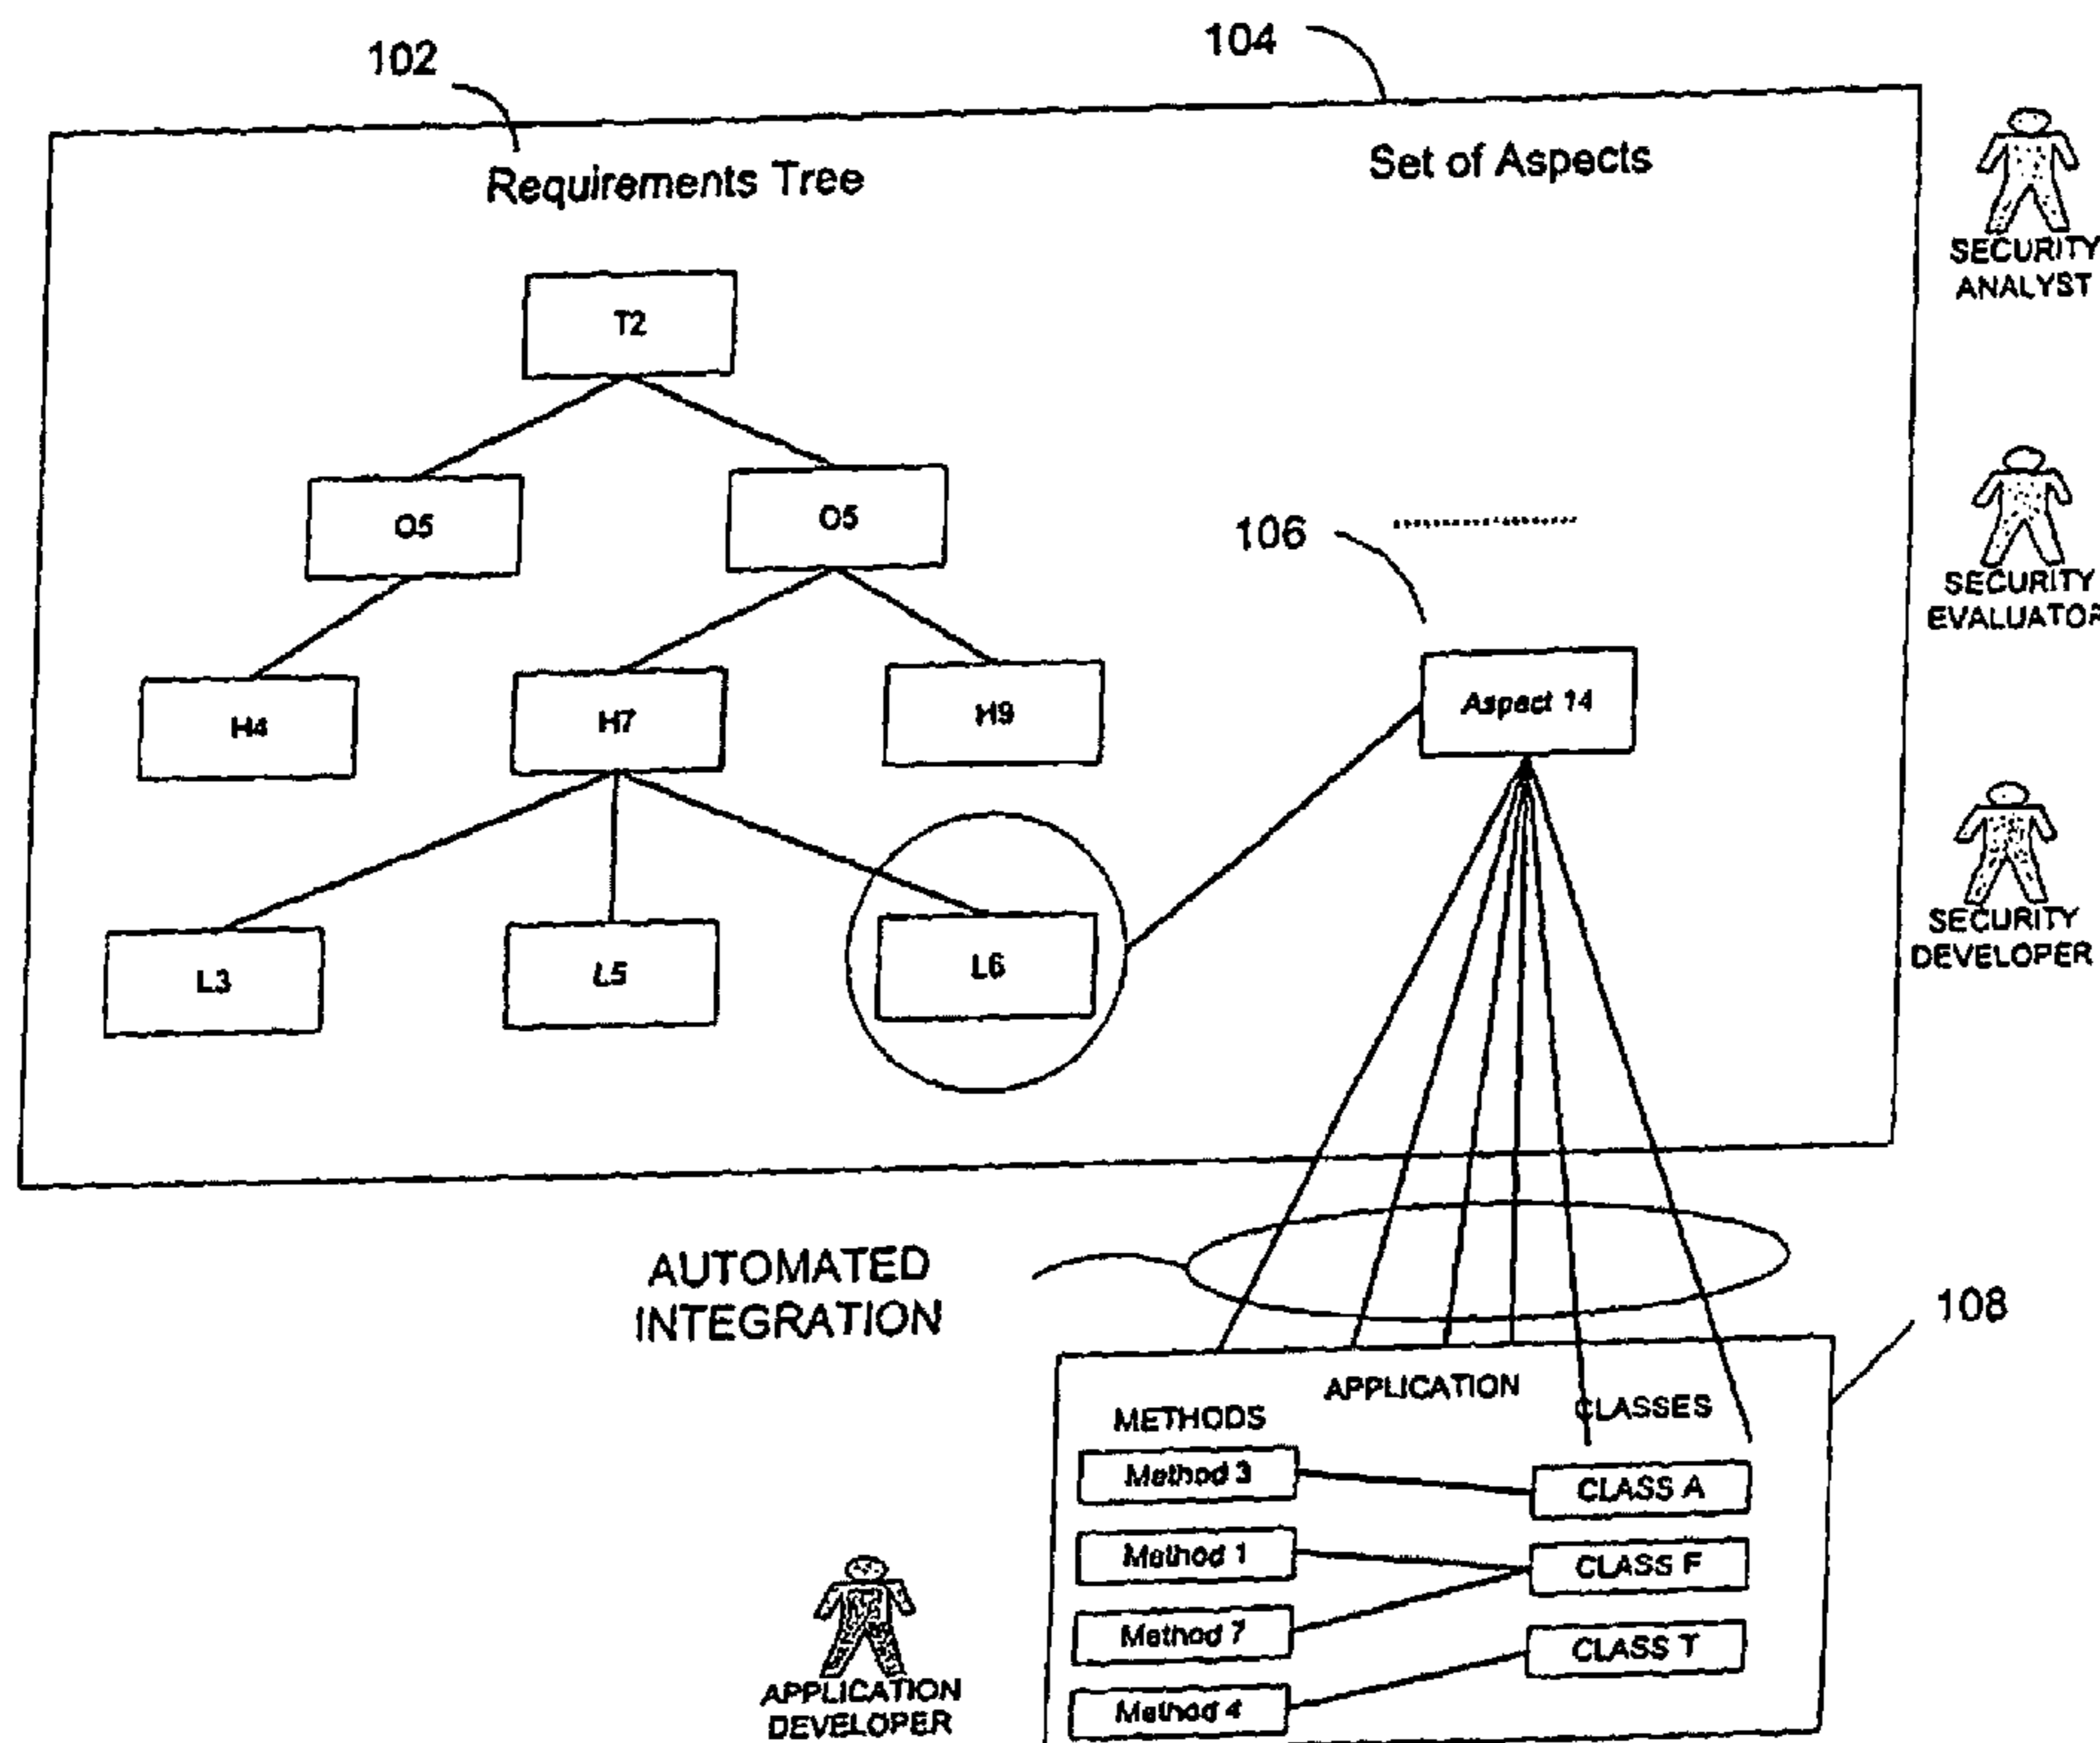 102
104
Requirements Tree
Set of Aspects
SECURITY
ANALYST
T2
O5
O5
106
SECURITY
EVALUATOR
H4
H7
H9
Aspect 14
L3
L5
L6
SECURITY
DEVELOPER
AUTOMATED
INTEGRATION
108
APPLICATION
METHODS
CLASSES
Method 3
CLASS A
Method 1
CLASS F
Method 7
CLASS T
Method 4
APPLICATION
DEVELOPER